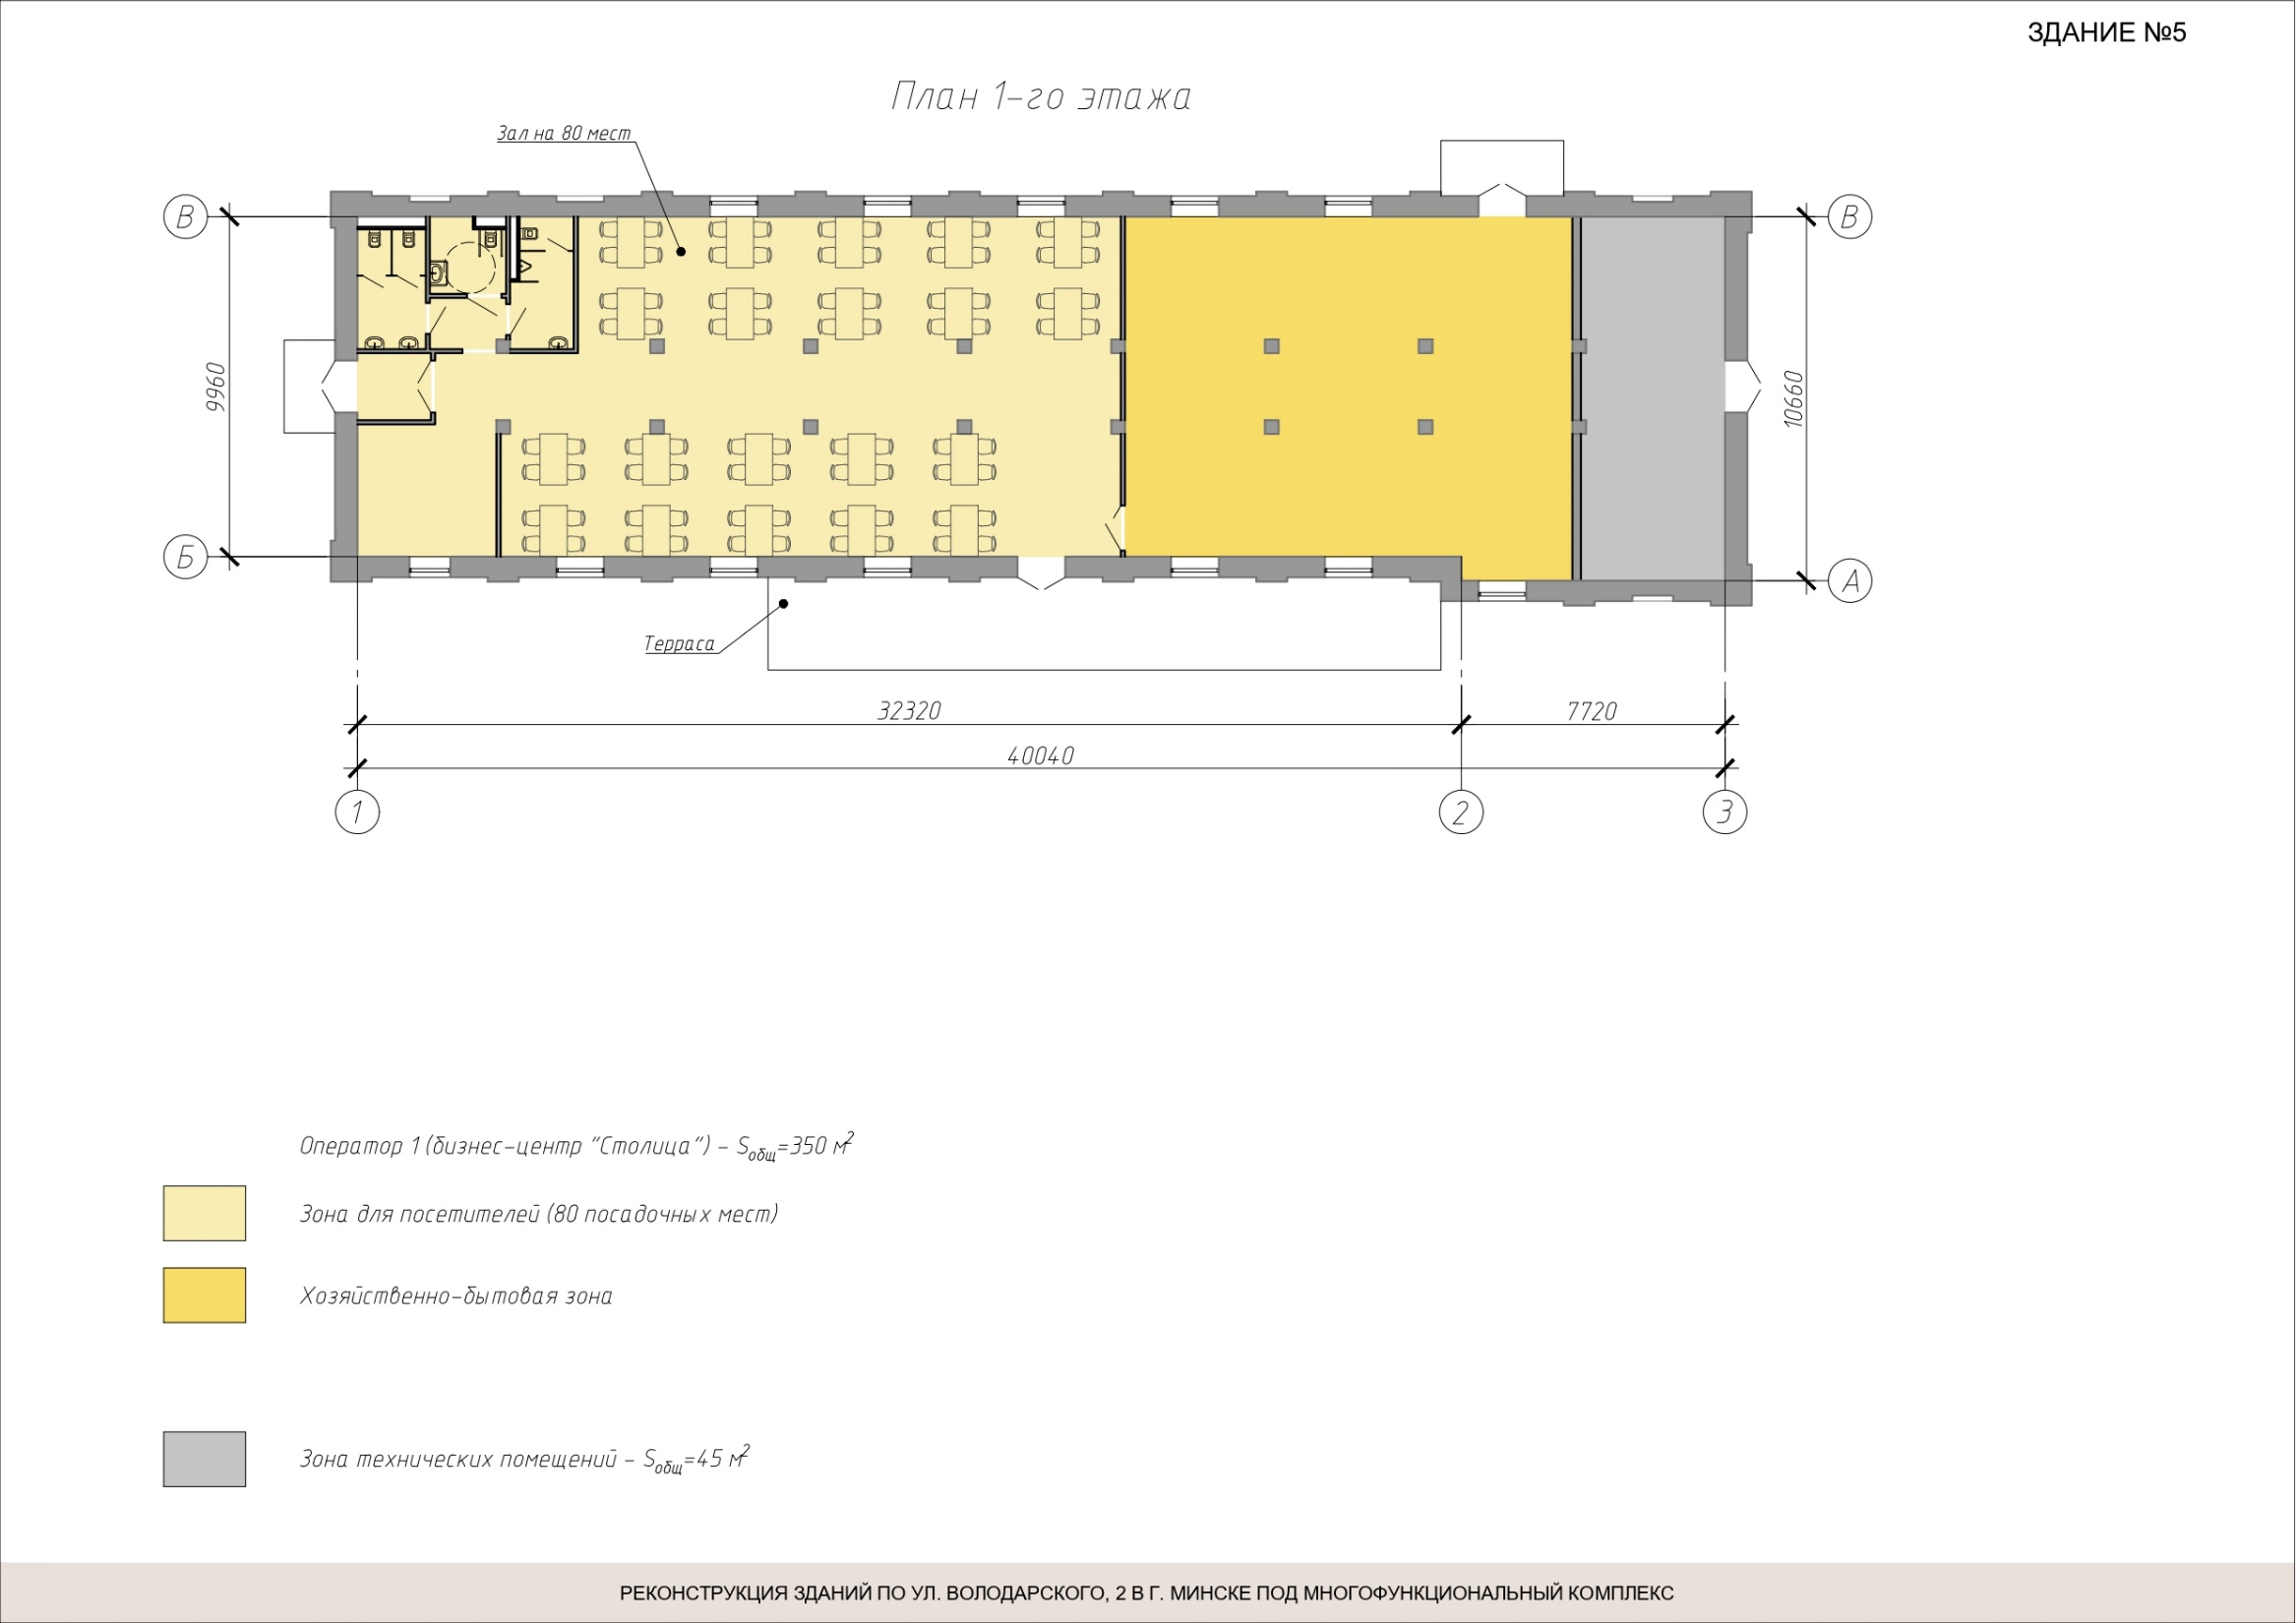 ЗДАНИЕ №5
План 1-го этажа
Зал на 80 мест
В
В
9960
10660
Б
А
Терраса
32320
7720
40040
1
2
3
Оператор 1 (бизнес-центр "Столица") - Sобщ=350 м²
Зона для посетителей (80 посадочных мест)
Хозяйственно-бытовая зона
Зона технических помещений - Sобщ=45 м²
РЕКОНСТРУКЦИЯ ЗДАНИЙ ПО УЛ. ВОЛОДАРСКОГО, 2 В Г. МИНСКЕ ПОД МНОГОФУНКЦИОНАЛЬНЫЙ КОМПЛЕКС